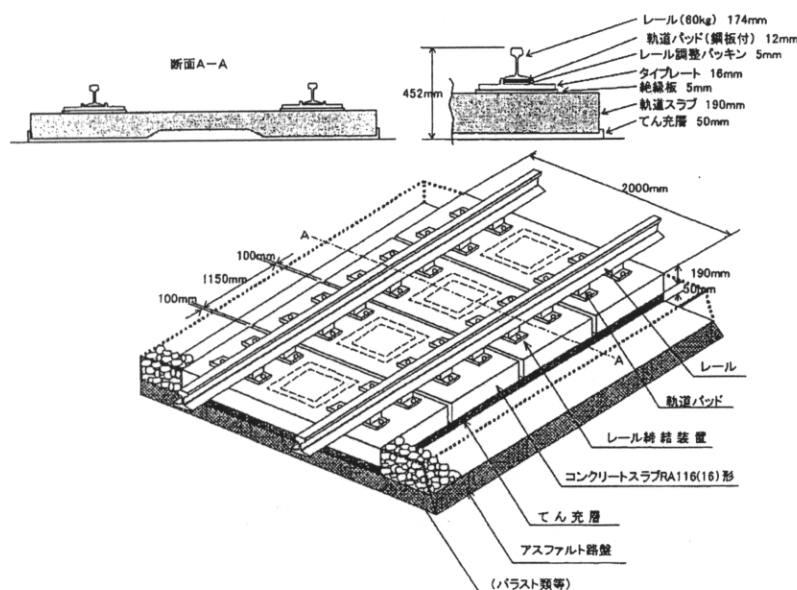 断面A-A
レール(60kg) 174mm
軌道パッド(鋼板付) 12mm
レール調整パッキン 5mm
タイプレート 16mm
絶縁板 5mm
軌道スラブ 190mm
てん充層 50mm
452mm
2000mm
A
100mm
1150mm
100mm
190mm
50mm
A
レール
軌道パッド
レール締結装置
コンクリートスラブRA116(16)形
てん充層
アスファルト路盤
(バラスト類等)